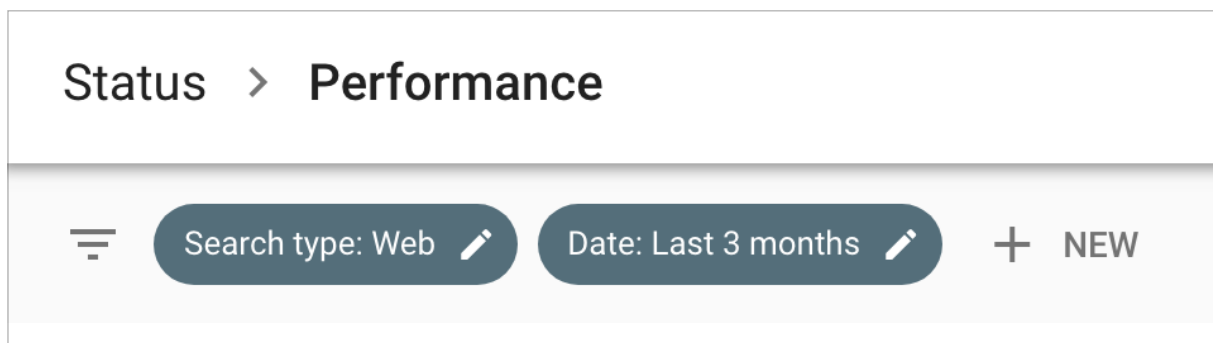 Status > Performance
Search type: Web Date: Last 3 months + NEW